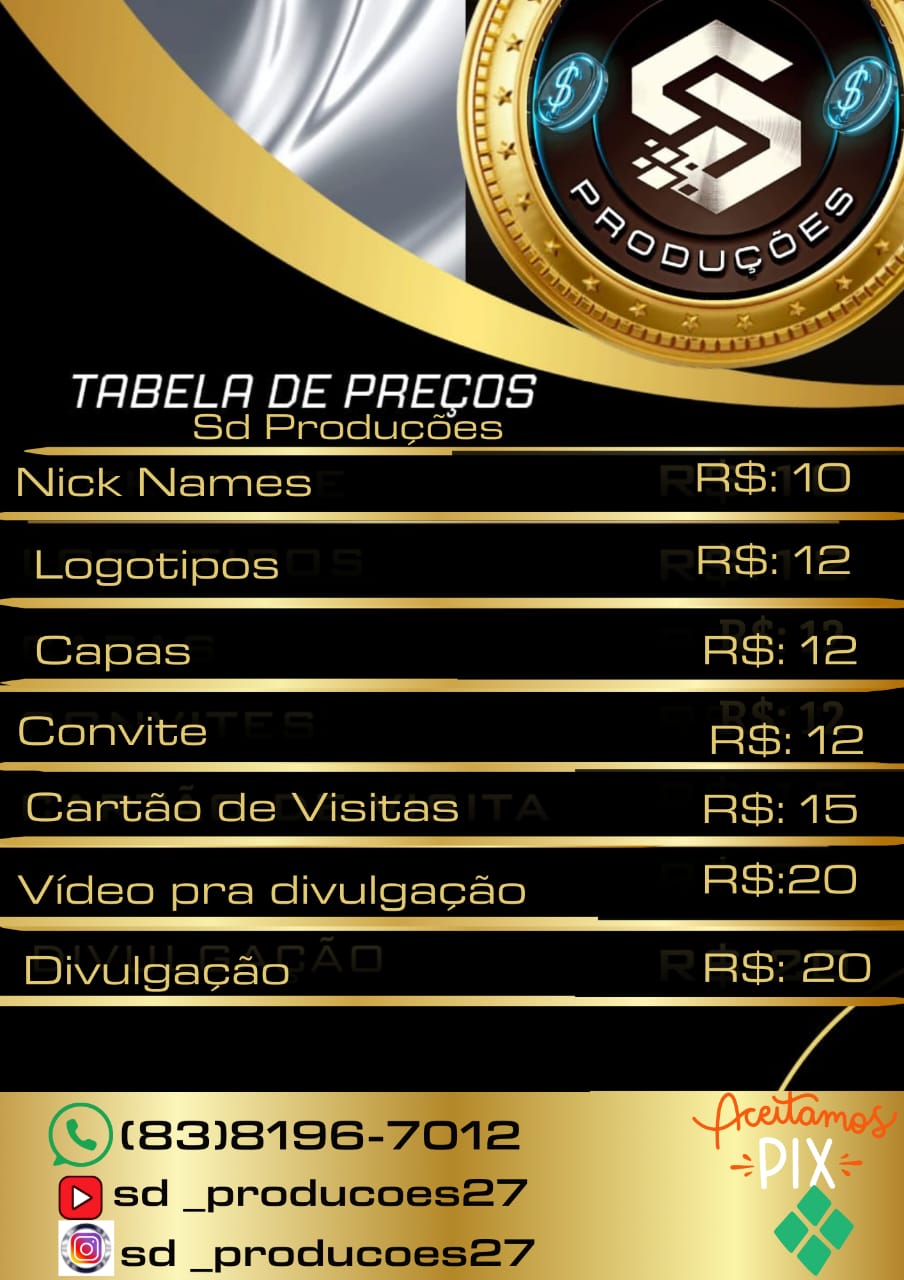 $ $
PRODUÇÕES
TABELA DE PREÇOS
Sd Produções
Nick Names R$: 10
Logotipos R$: 12
Capas R$: 12
Convite R$: 12
Cartão de Visitas R$: 15
Vídeo pra divulgação R$:20
Divulgação R$: 20
(83)8196-7012
sd _producoes27
sd _producoes27
Aceitamos
PIX